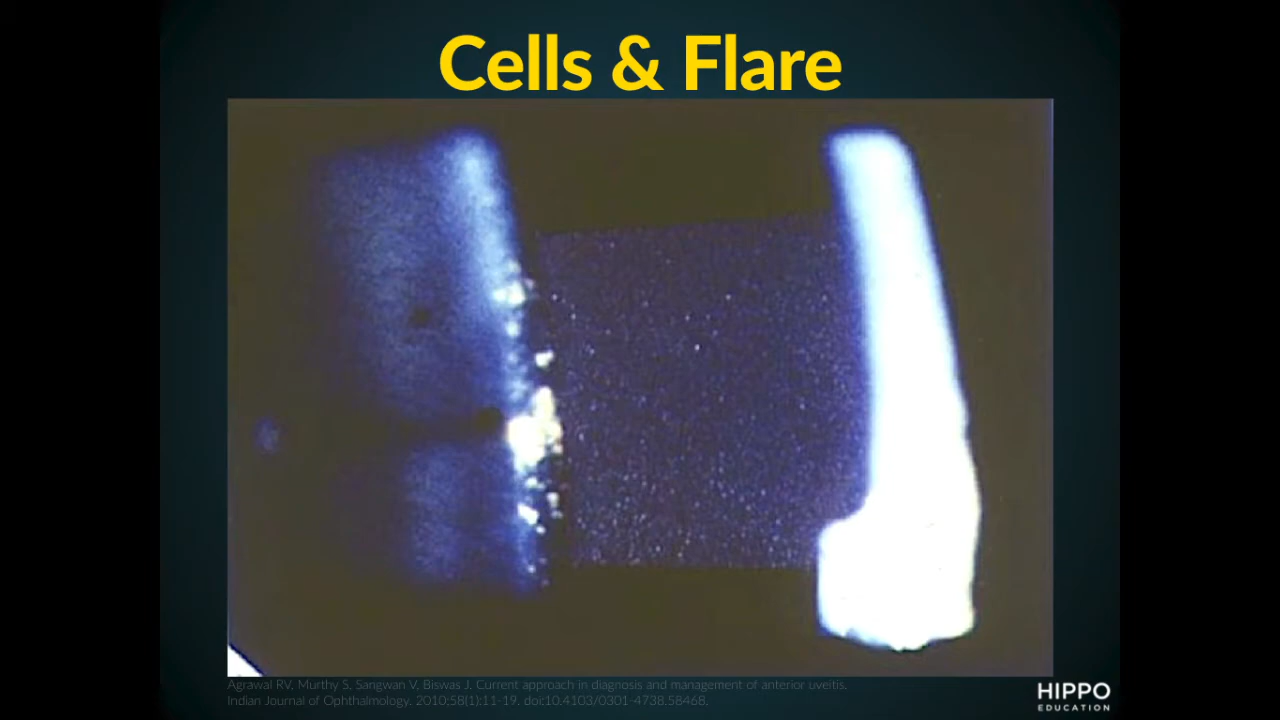 Cells & Flare
Agrawal RV, Murthy S, Sangwan V, Biswas J. Current approach in diagnosis and management of anterior uveitis.
Indian Journal of Ophthalmology. 2010;58(1):11-19. doi:10.4103/0301-4738.58468.
HIPPO
EDUCATION